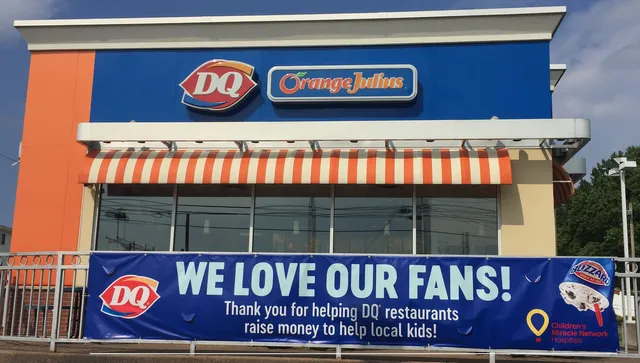 DQ
Orange Julius
DQ
WE LOVE OUR FANS!
Thank you for helping DQ® restaurants
raise money to help local kids!
BLIZZARD
Children's
Miracle Network
Hospitals